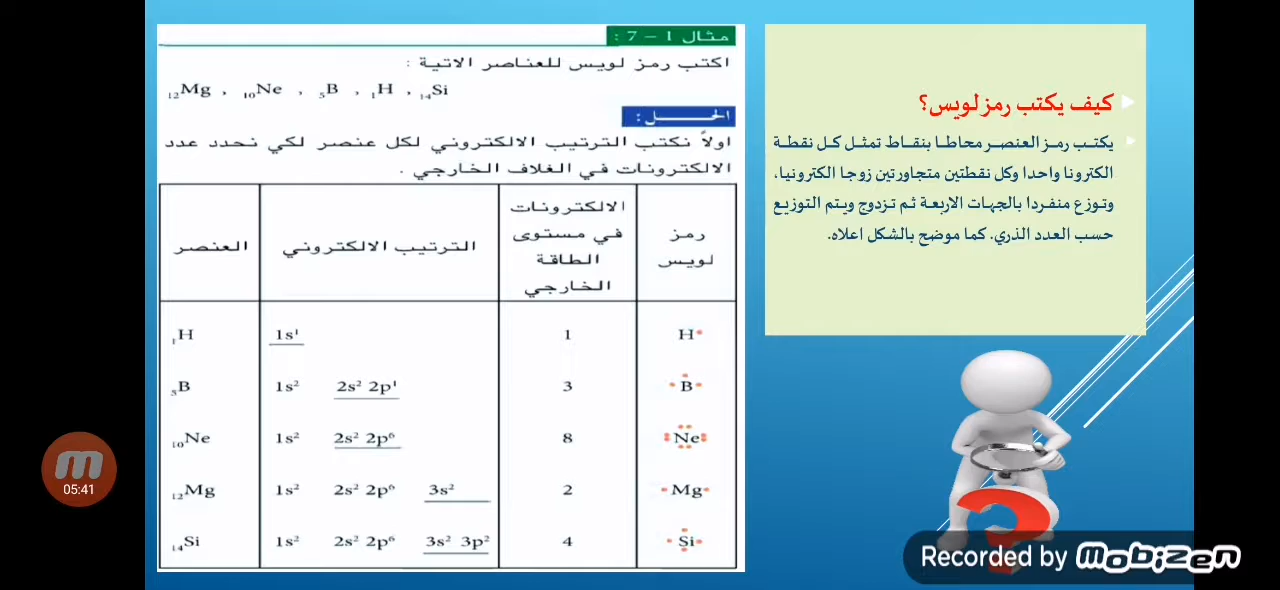 كيف يكتب رمز لويس؟
يكتب رمز العنصر محاطا بنقاط تمثل كل نقطة
الكترونا واحدا وكل نقطتين متجاورتين زوجا الكترونيا،
وتوزع منفردا بالجهات الاربعة ثم تزدوج ويتم التوزيع
حسب العدد الذري. كما موضح بالشكل اعلاه.
مثال 1 - 7 :
اكتب رمز لويس للعناصر الاتية :
₁₂Mg , ₁₀Ne , ₅B , ₁H , ₁₄Si
الحل :
اولاً نكتب الترتيب الالكتروني لكل عنصر لكي نحدد عدد
الالكترونات في الغلاف الخارجي .
العنصر الترتيب الالكتروني الالكترونات في مستوى الطاقة الخارجي رمز لويس
₁H 1s¹ 1 H
₅B 1s² 2s² 2p¹ 3 B
₁₀Ne 1s² 2s² 2p⁶ 8 Ne
₁₂Mg 1s² 2s² 2p⁶ 3s² 2 Mg
₁₄Si 1s² 2s² 2p⁶ 3s² 3p² 4 Si
05:41
Recorded by Mobizen